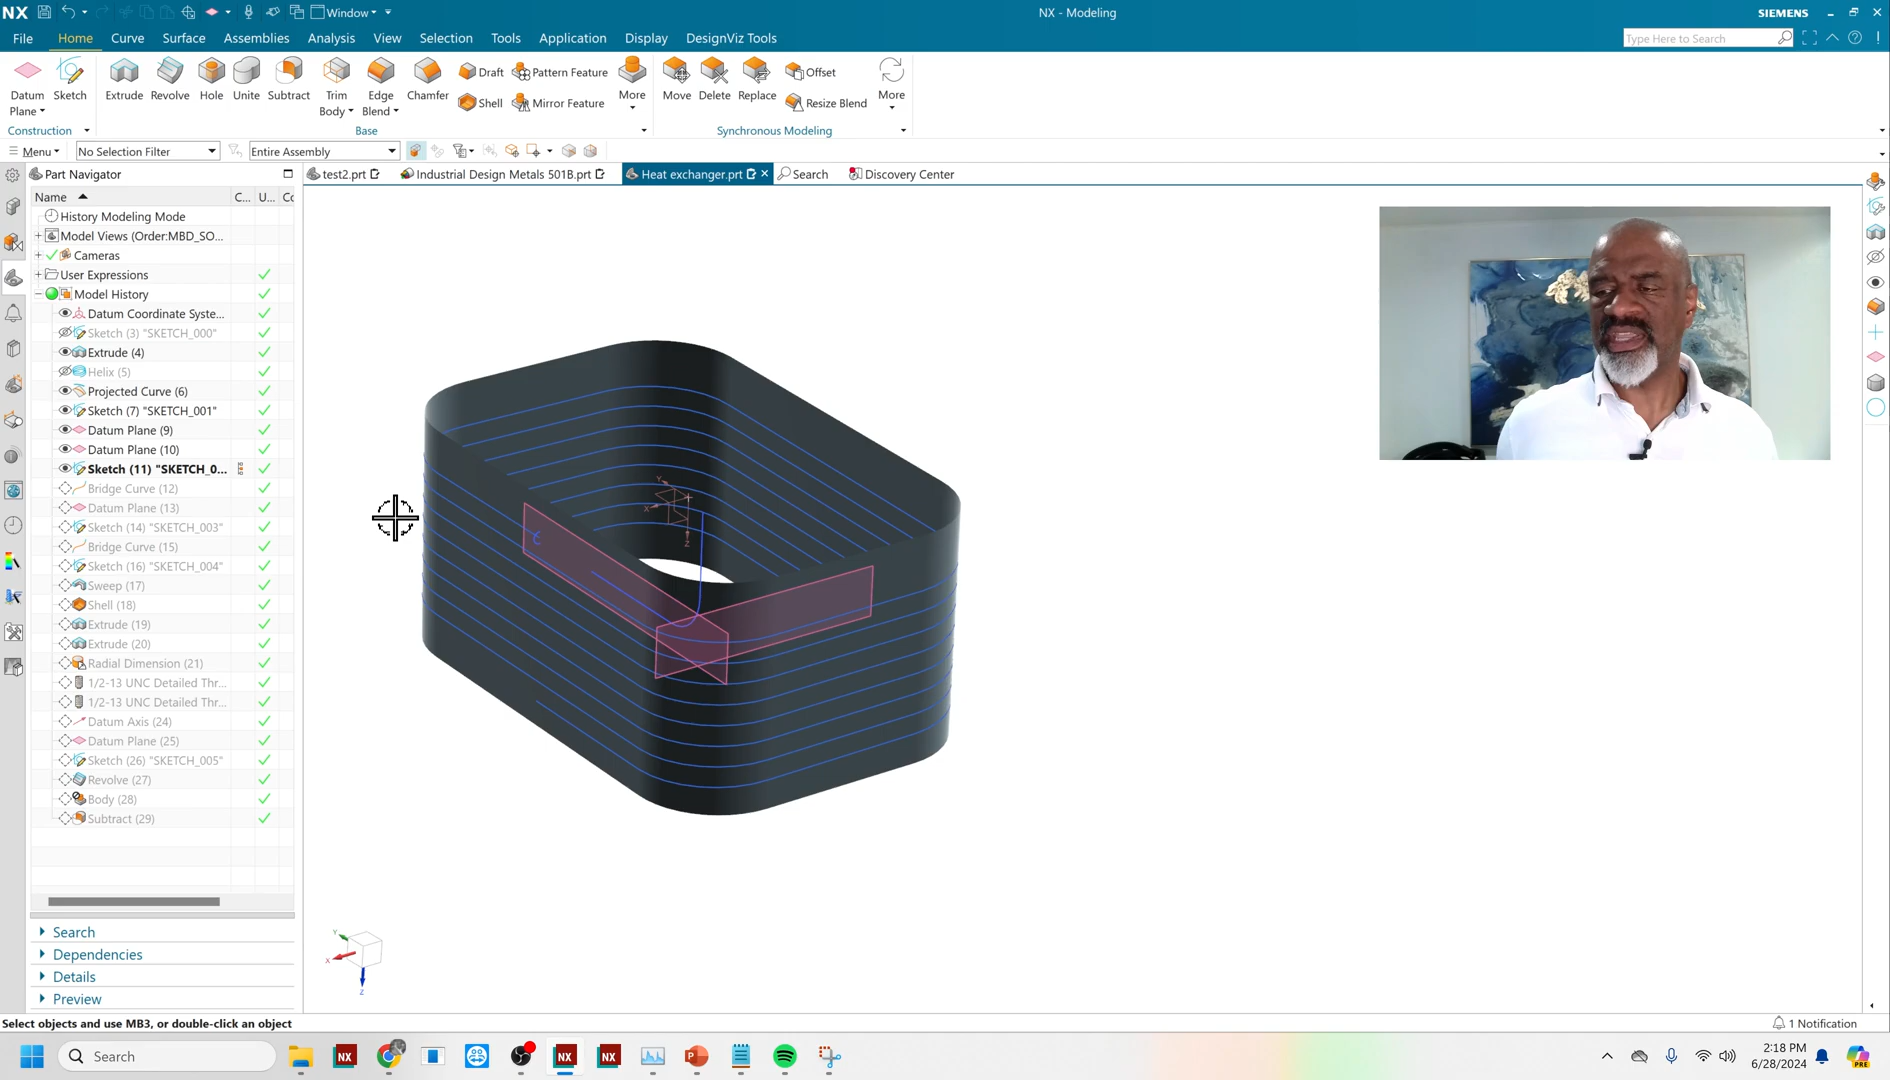 NX
Window
NX - Modeling
SIEMENS
File Home Curve Surface Assemblies Analysis View Selection Tools Application Display DesignViz Tools
Type Here to Search
Datum Plane
Sketch
Extrude
Revolve
Hole
Unite
Subtract
Trim Body
Edge Blend
Chamfer
Draft
Shell
Pattern Feature
Mirror Feature
More
Move
Delete
Replace
Offset
Resize Blend
More
Construction
Base
Synchronous Modeling
Menu
No Selection Filter
Entire Assembly
Part Navigator
test2.prt
Industrial Design Metals 501B.prt
Heat exchanger.prt
Search
Discovery Center
Name C... U... Cc
History Modeling Mode
Model Views (Order:MBD_SO...
Cameras
User Expressions
Model History
Datum Coordinate Syste...
Sketch (3) "SKETCH_000"
Extrude (4)
Helix (5)
Projected Curve (6)
Sketch (7) "SKETCH_001"
Datum Plane (9)
Datum Plane (10)
Sketch (11) "SKETCH_0...
Bridge Curve (12)
Datum Plane (13)
Sketch (14) "SKETCH_003"
Bridge Curve (15)
Sketch (16) "SKETCH_004"
Sweep (17)
Shell (18)
Extrude (19)
Extrude (20)
Radial Dimension (21)
1/2-13 UNC Detailed Thr...
1/2-13 UNC Detailed Thr...
Datum Axis (24)
Datum Plane (25)
Sketch (26) "SKETCH_005"
Revolve (27)
Body (28)
Subtract (29)
Y
X
Z
Search
Dependencies
Details
Preview
Y
X
Z
Select objects and use MB3, or double-click an object
1 Notification
Search
NX
NX
NX
2:18 PM
6/28/2024
PRE